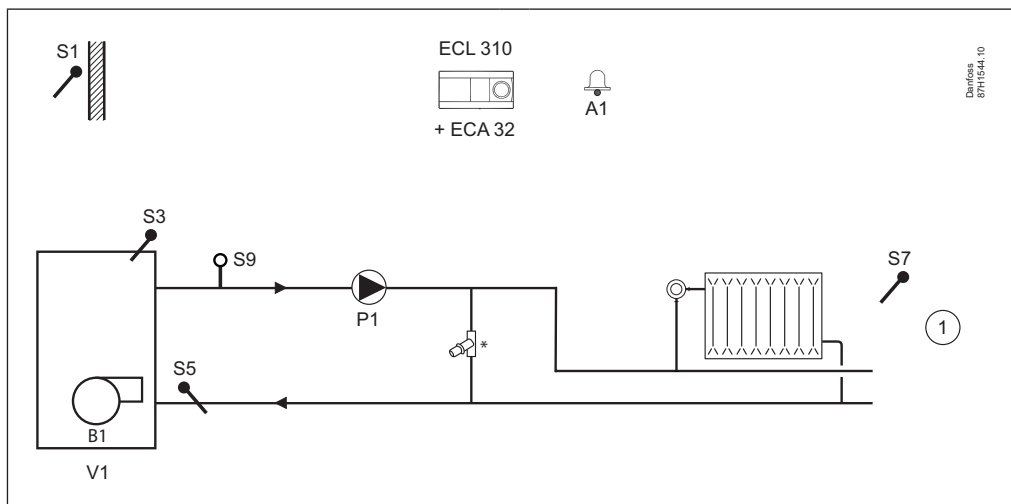 S1
ECL 310
+ ECA 32
A1
Danfoss
87H1544.10
S3
S9
P1
*
S7
1
S5
B1
V1